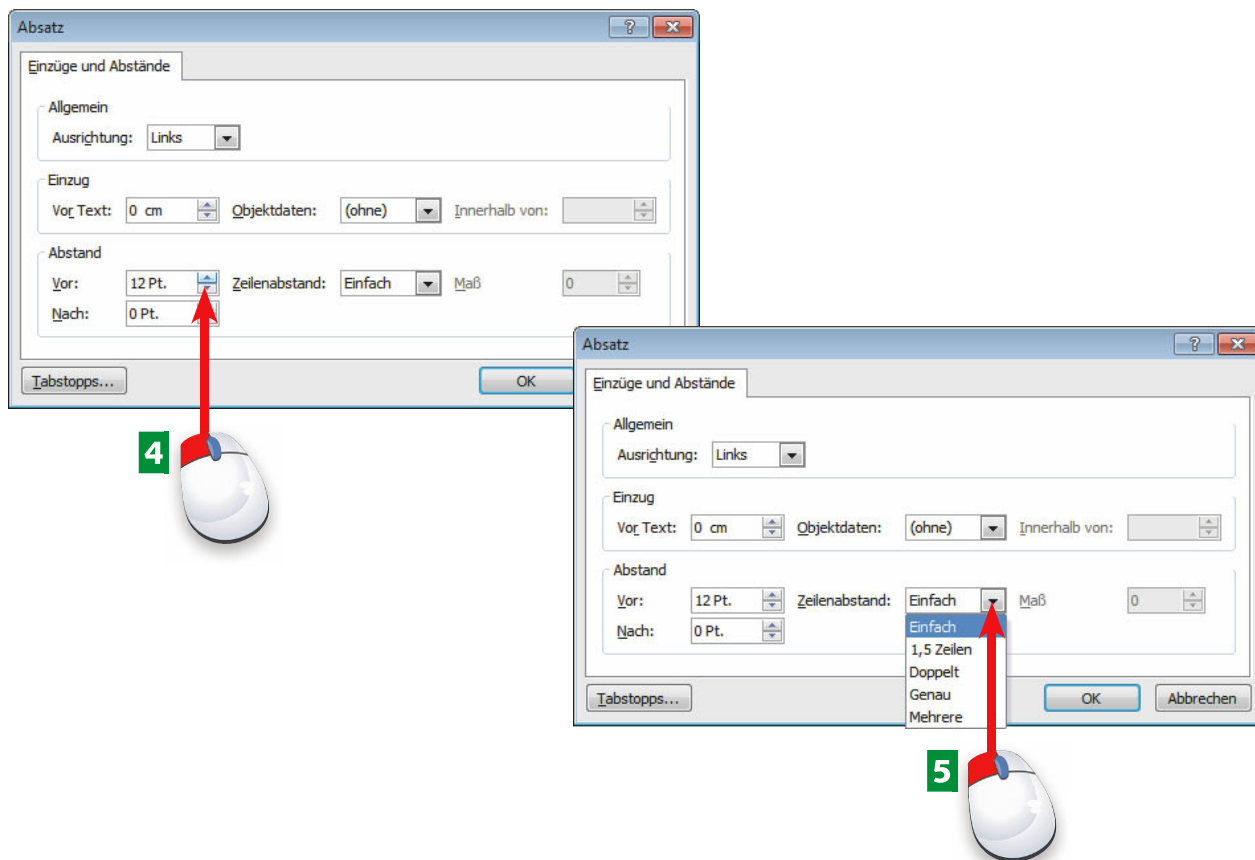 Absatz
Einzüge und Abstände
Allgemein
Ausrichtung: Links
Einzug
Vor Text: 0 cm Objektdaten: (ohne) Innerhalb von:
Abstand
Vor: 12 Pt. Zeilenabstand: Einfach Maß 0
Nach: 0 Pt.
Tabstopps... OK
4
Absatz
Einzüge und Abstände
Allgemein
Ausrichtung: Links
Einzug
Vor Text: 0 cm Objektdaten: (ohne) Innerhalb von:
Abstand
Vor: 12 Pt. Zeilenabstand: Einfach Maß 0
Nach: 0 Pt. Einfach
1,5 Zeilen
Doppelt
Genau
Mehrere
Tabstopps... OK Abbrechen
5